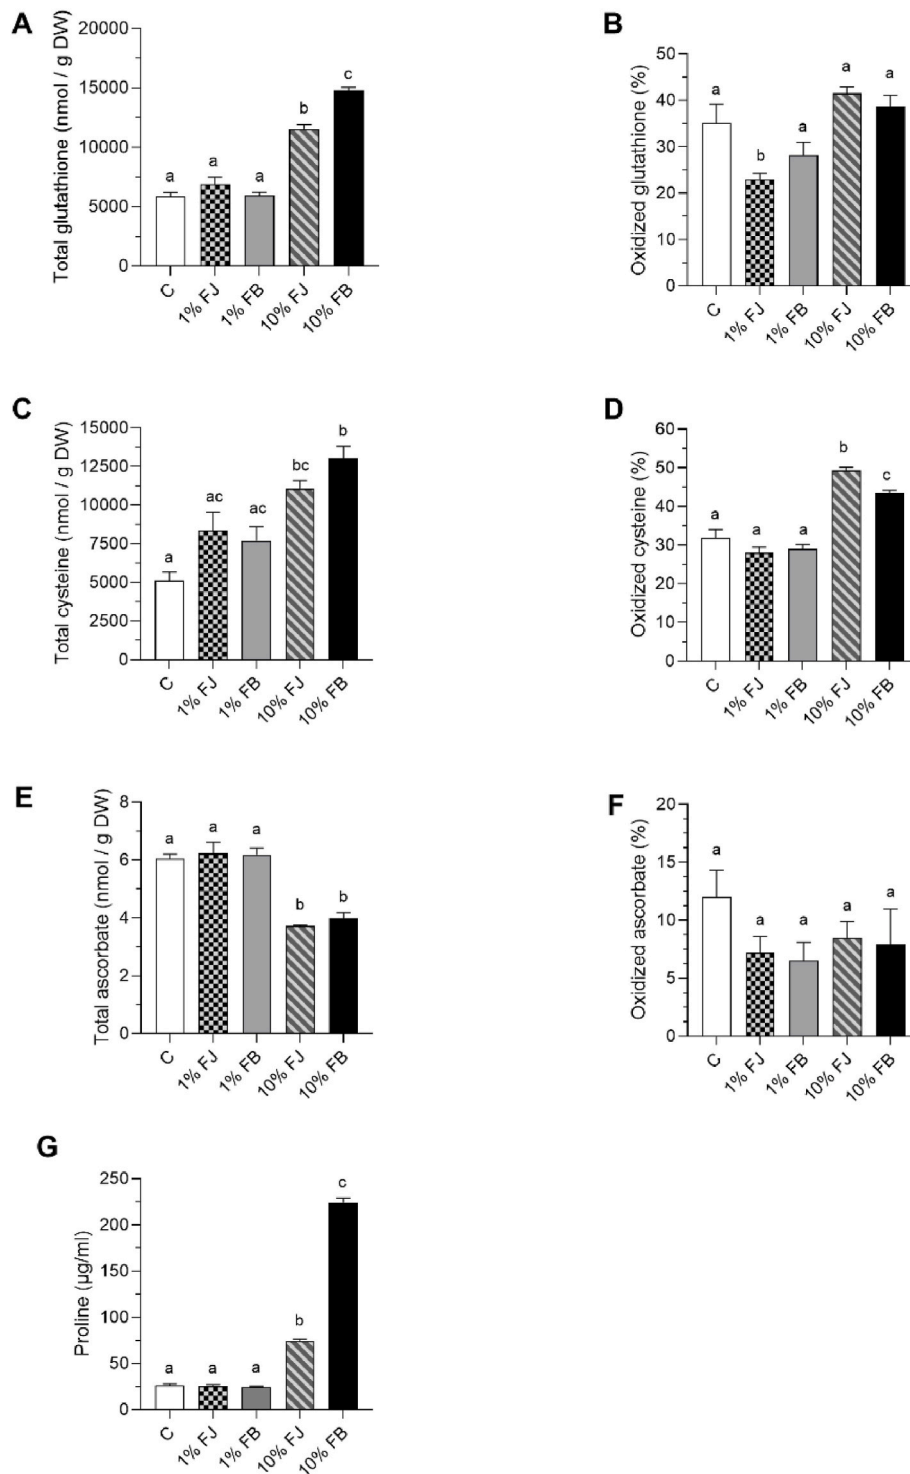 A
Total glutathione (nmol / g DW)
20000
15000
10000
5000
0
a
a
a
b
c
C
1% FJ
1% FB
10% FJ
10% FB
B
Oxidized glutathione (%)
50
40
30
20
10
0
a
b
a
a
a
C
1% FJ
1% FB
10% FJ
10% FB
C
Total cysteine (nmol / g DW)
15000
12500
10000
7500
5000
2500
0
a
ac
ac
bc
b
C
1% FJ
1% FB
10% FJ
10% FB
D
Oxidized cysteine (%)
60
50
40
30
20
10
0
a
a
a
b
c
C
1% FJ
1% FB
10% FJ
10% FB
E
Total ascorbate (nmol / g DW)
8
6
4
2
0
a
a
a
b
b
C
1% FJ
1% FB
10% FJ
10% FB
F
Oxidized ascorbate (%)
20
15
10
5
0
a
a
a
a
a
C
1% FJ
1% FB
10% FJ
10% FB
G
Proline (μg/ml)
250
200
150
100
50
0
a
a
a
b
c
C
1% FJ
1% FB
10% FJ
10% FB